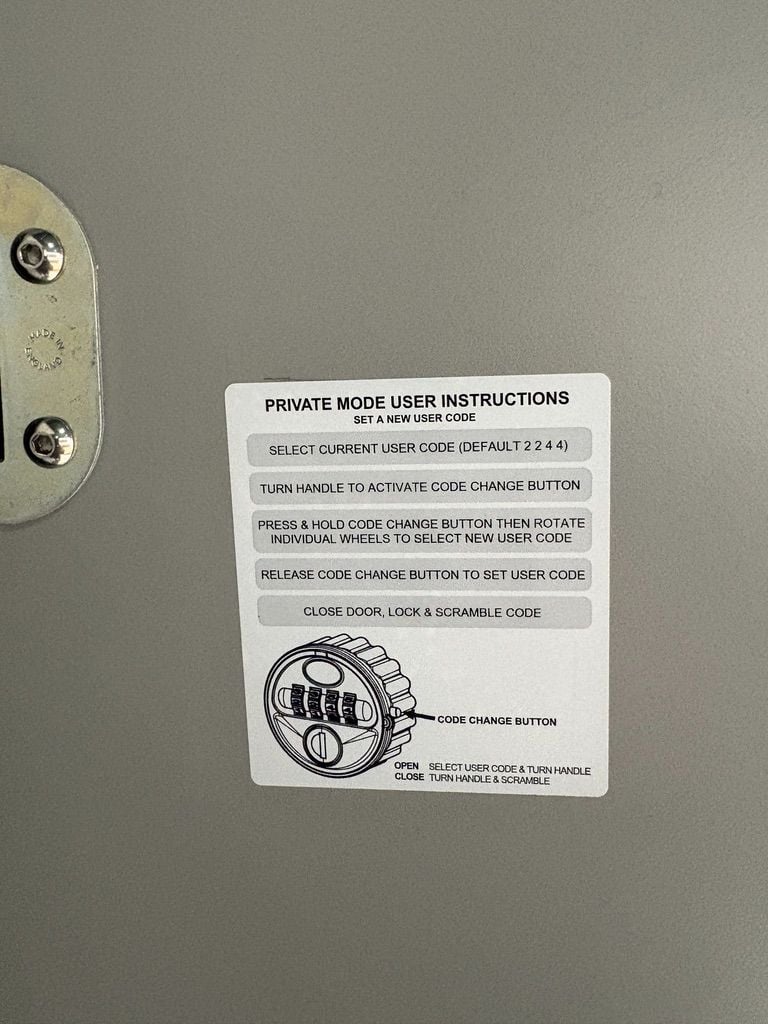 MADE IN
ENGLAND
PRIVATE MODE USER INSTRUCTIONS
SET A NEW USER CODE
SELECT CURRENT USER CODE (DEFAULT 2 2 4 4)
TURN HANDLE TO ACTIVATE CODE CHANGE BUTTON
PRESS & HOLD CODE CHANGE BUTTON THEN ROTATE
INDIVIDUAL WHEELS TO SELECT NEW USER CODE
RELEASE CODE CHANGE BUTTON TO SET USER CODE
CLOSE DOOR, LOCK & SCRAMBLE CODE
CODE CHANGE BUTTON
OPEN SELECT USER CODE & TURN HANDLE
CLOSE TURN HANDLE & SCRAMBLE